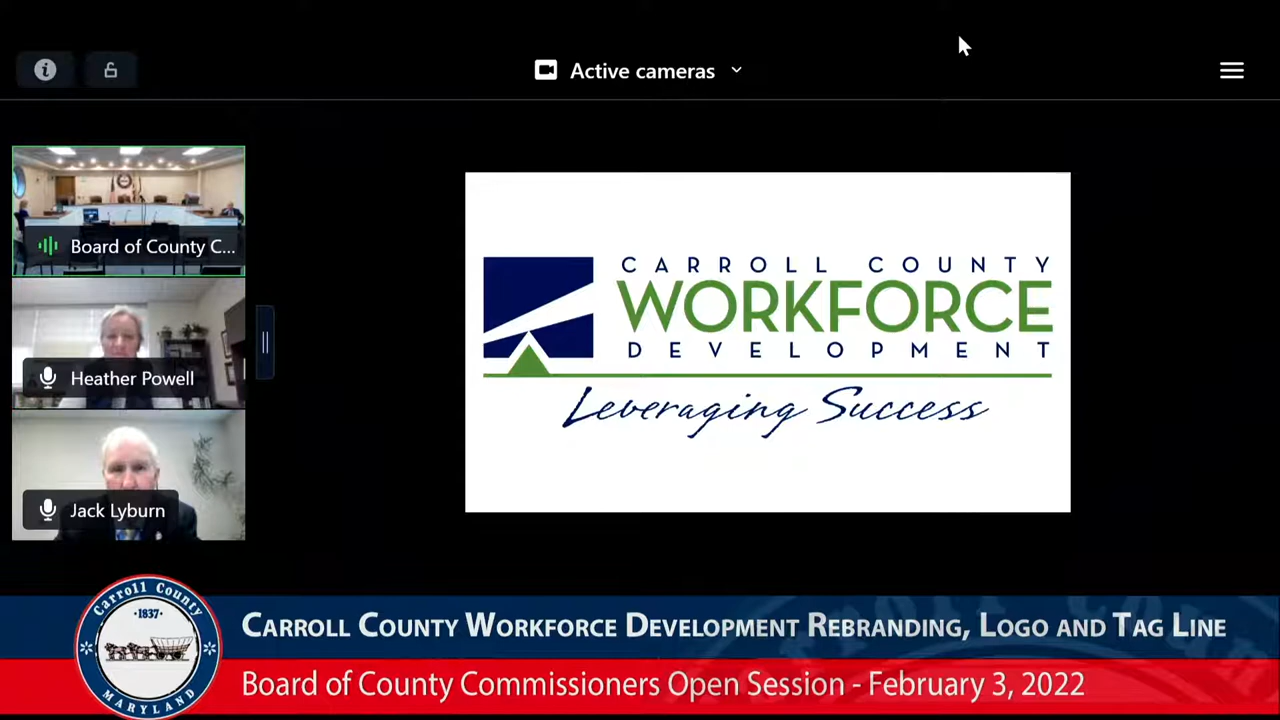 Active cameras
Board of County C...
Heather Powell
Jack Lyburn
CARROLL COUNTY
WORKFORCE
DEVELOPMENT
Leveraging Success
Carroll County
·1837·
MARYLAND
CARROLL COUNTY WORKFORCE DEVELOPMENT REBRANDING, LOGO AND TAG LINE
Board of County Commissioners Open Session - February 3, 2022